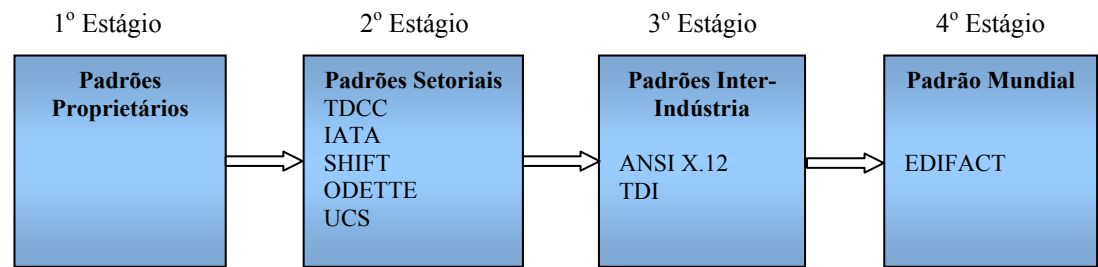 1º Estágio
2º Estágio
3º Estágio
4º Estágio
Padrões
Proprietários
Padrões Setoriais
TDCC
IATA
SHIFT
ODETTE
UCS
Padrões Inter-
Indústria
ANSI X.12
TDI
Padrão Mundial
EDIFACT